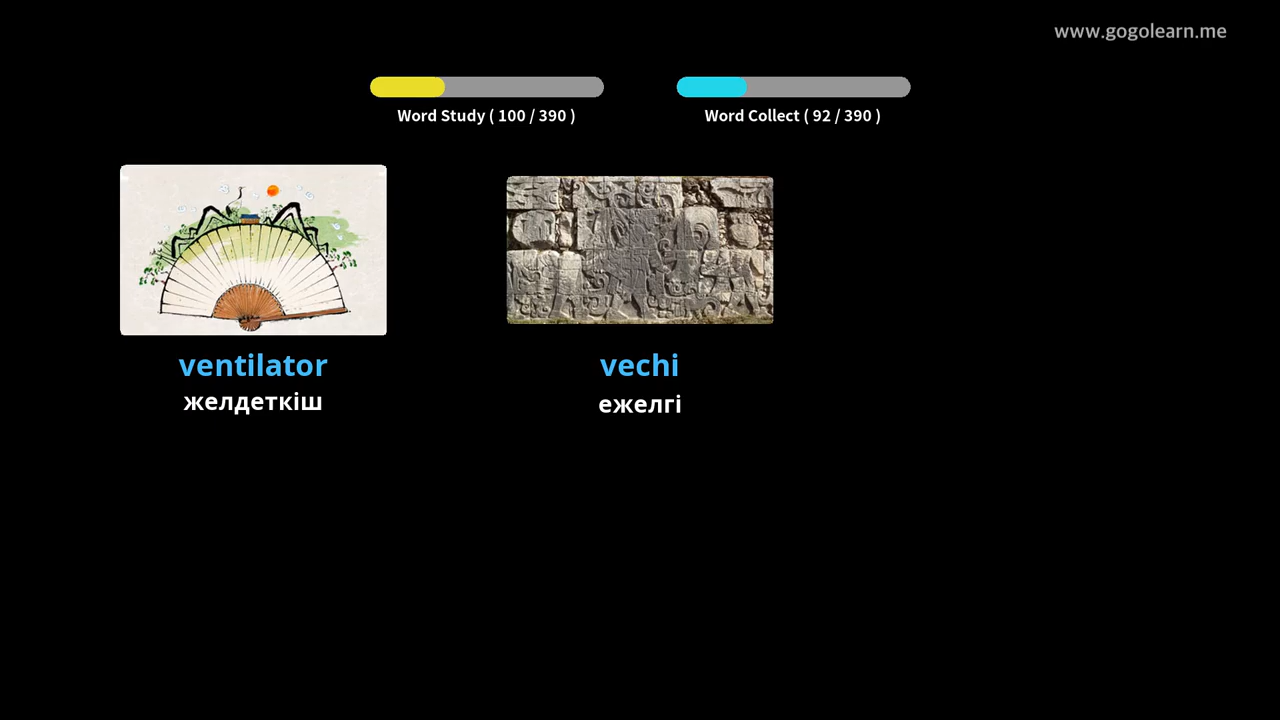 www.gogolearn.me
Word Study ( 100 / 390 )
Word Collect ( 92 / 390 )
ventilator
желдеткіш
vechi
ежелгі